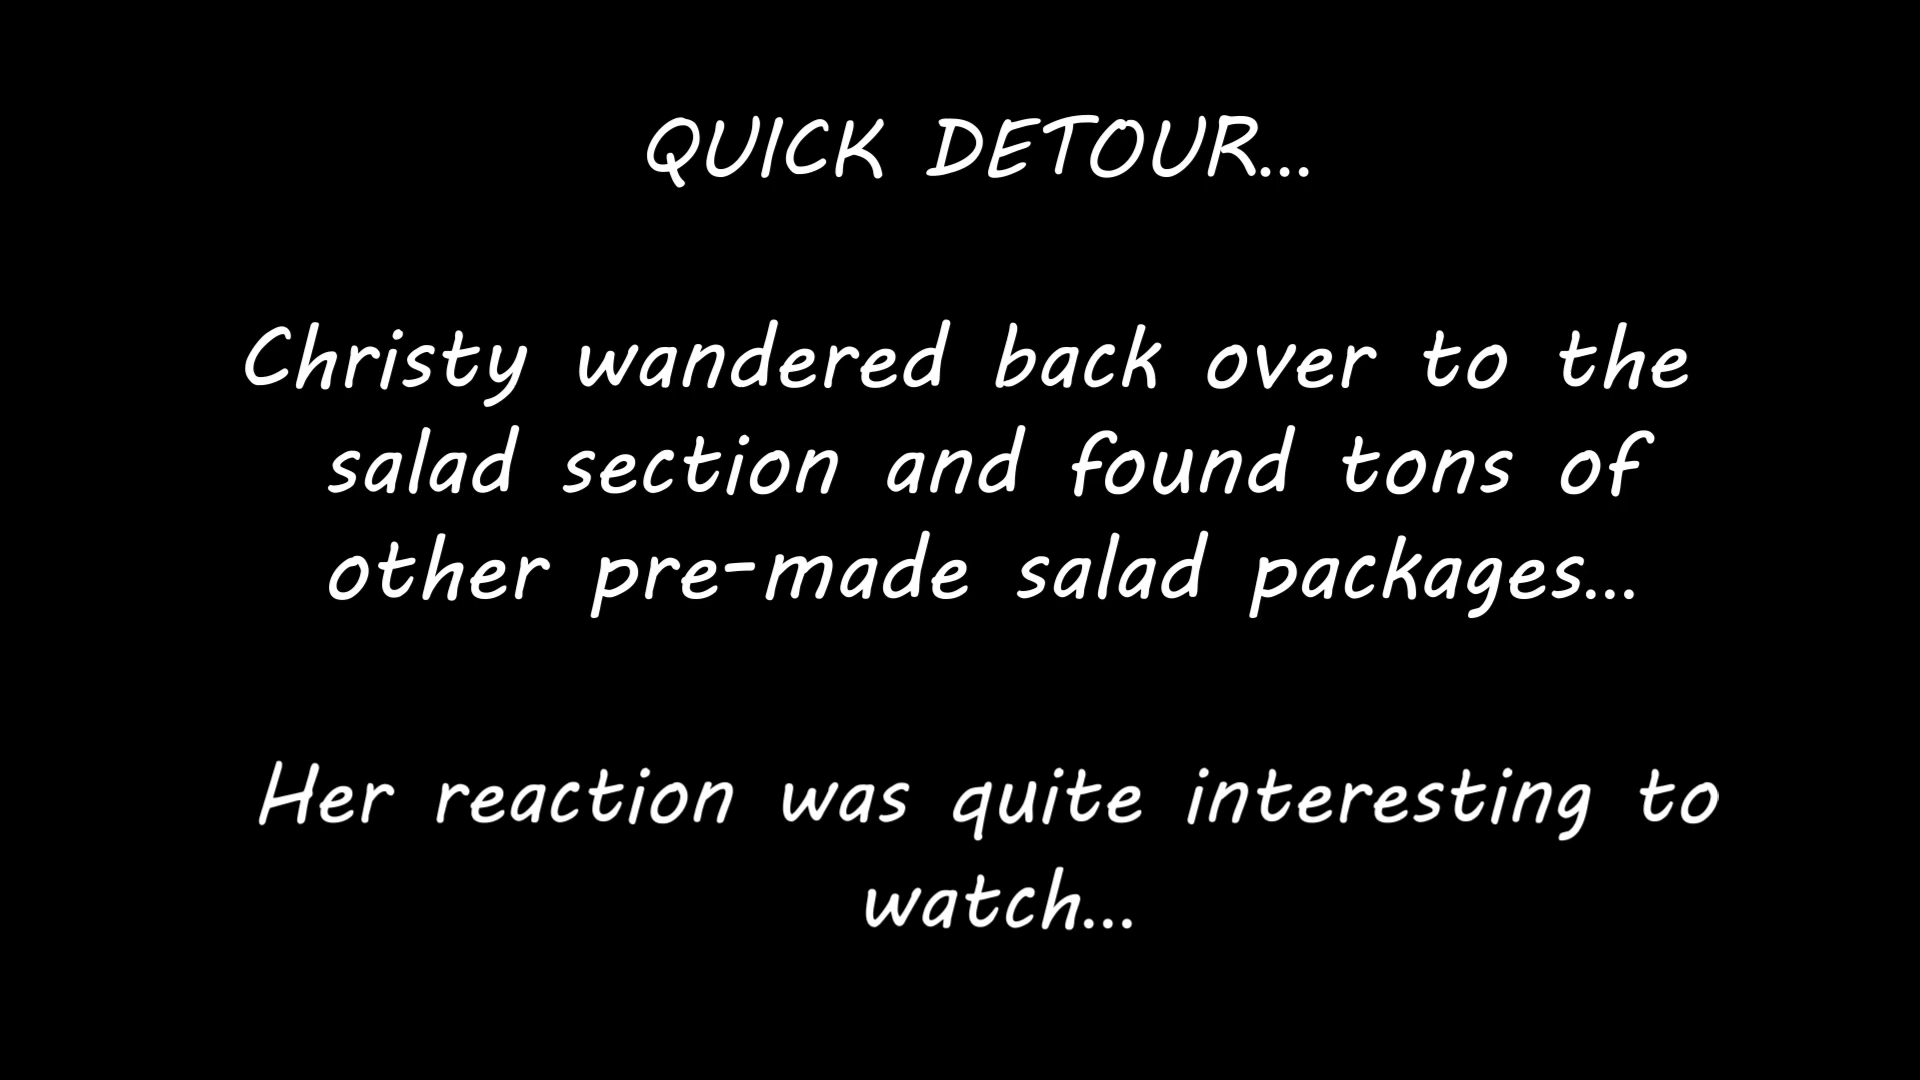 QUICK DETOUR...
Christy wandered back over to the
salad section and found tons of
other pre-made salad packages...
Her reaction was quite interesting to
watch...